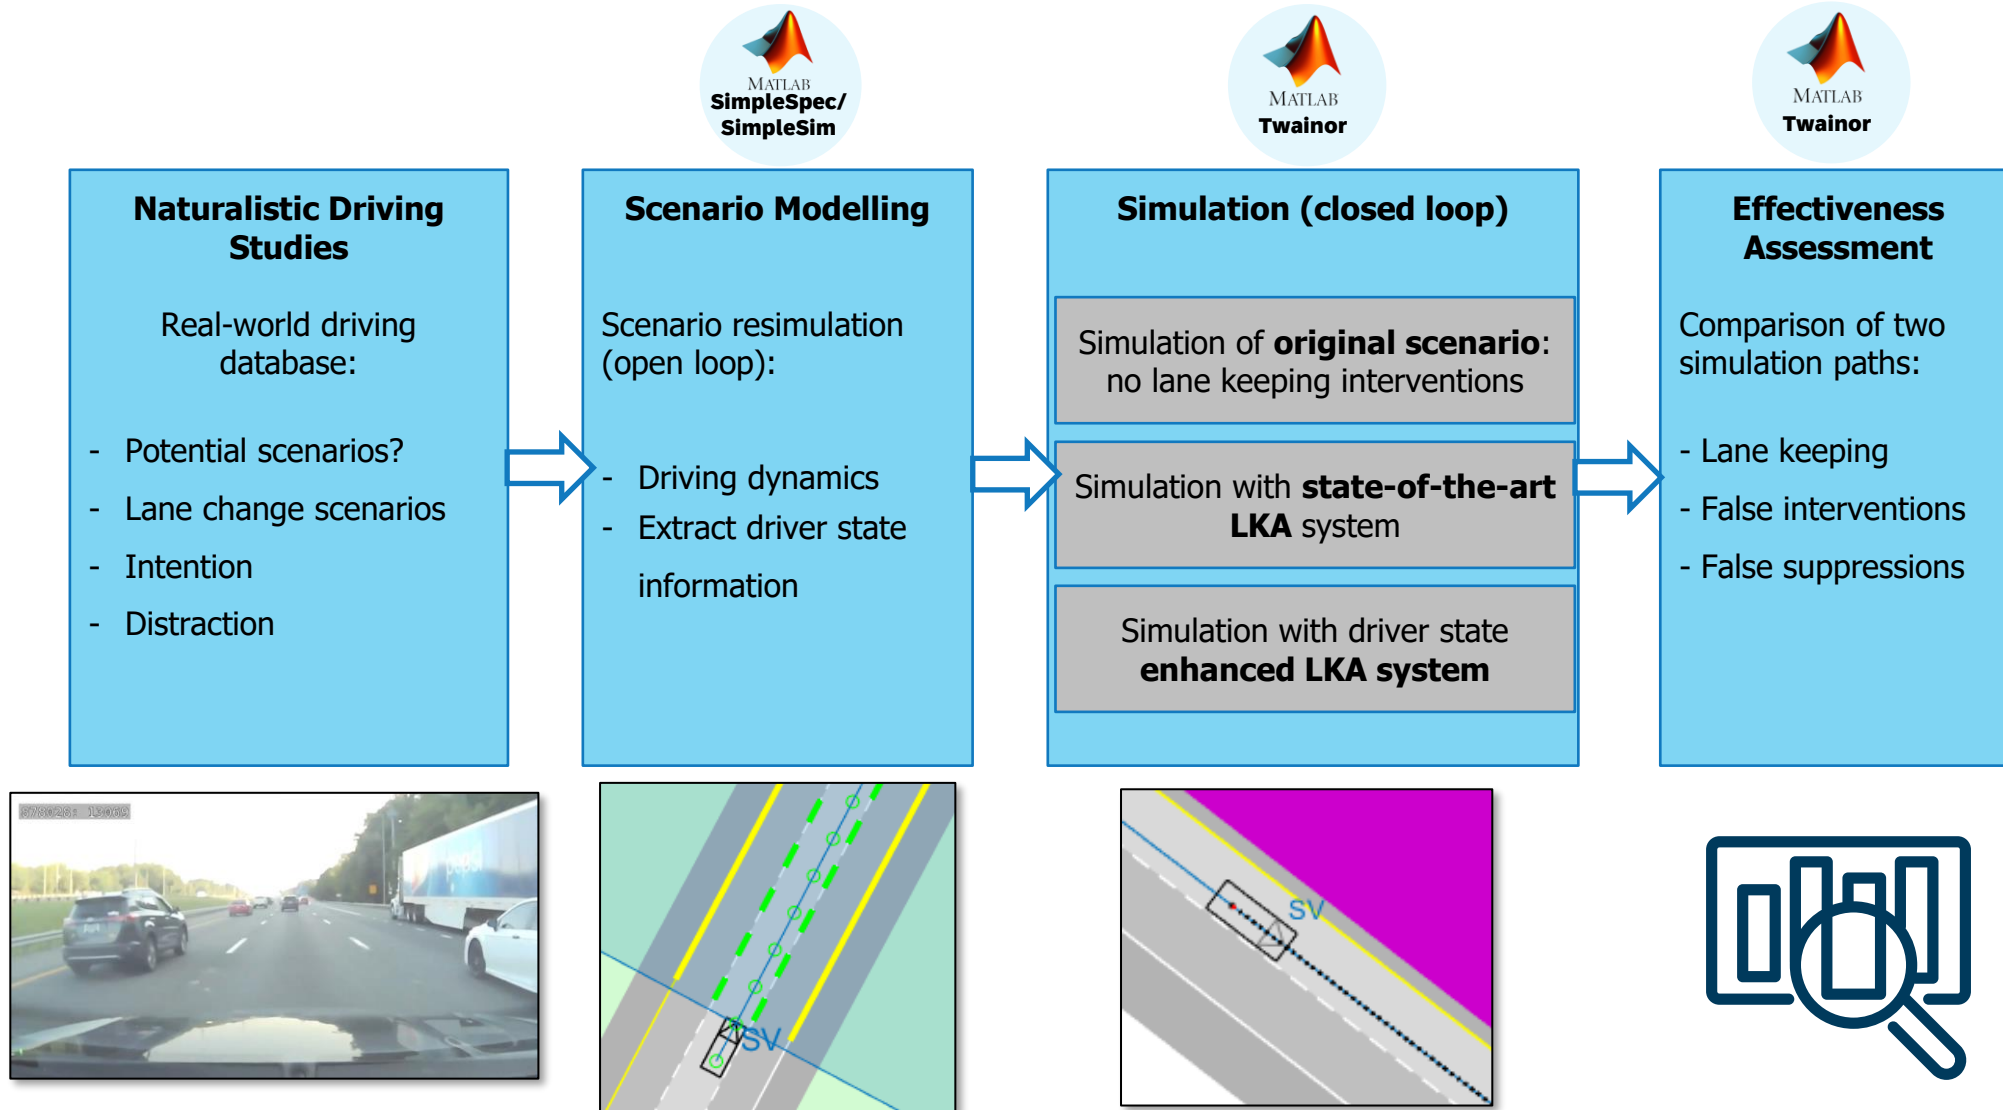 MATLAB
SimpleSpec/
SimpleSim
MATLAB
Twainor
MATLAB
Twainor
Naturalistic Driving
Studies
Real-world driving
database:
- Potential scenarios?
- Lane change scenarios
- Intention
- Distraction
Scenario Modelling
Scenario resimulation
(open loop):
- Driving dynamics
- Extract driver state
information
Simulation (closed loop)
Simulation of original scenario:
no lane keeping interventions
Simulation with state-of-the-art
LKA system
Simulation with driver state
enhanced LKA system
Effectiveness
Assessment
Comparison of two
simulation paths:
- Lane keeping
- False interventions
- False suppressions
pepsi
SV
SV